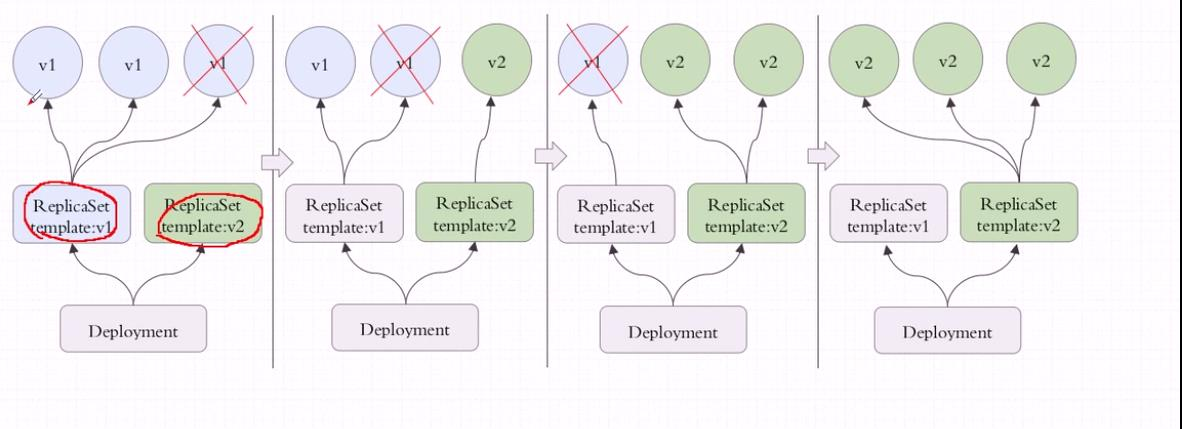 v1
v1
v1
v1
v1
v2
v1
v2
v2
v2
v2
v2
ReplicaSet
template:v1
ReplicaSet
template:v2
ReplicaSet
template:v1
ReplicaSet
template:v2
ReplicaSet
template:v1
ReplicaSet
template:v2
ReplicaSet
template:v1
ReplicaSet
template:v2
Deployment
Deployment
Deployment
Deployment